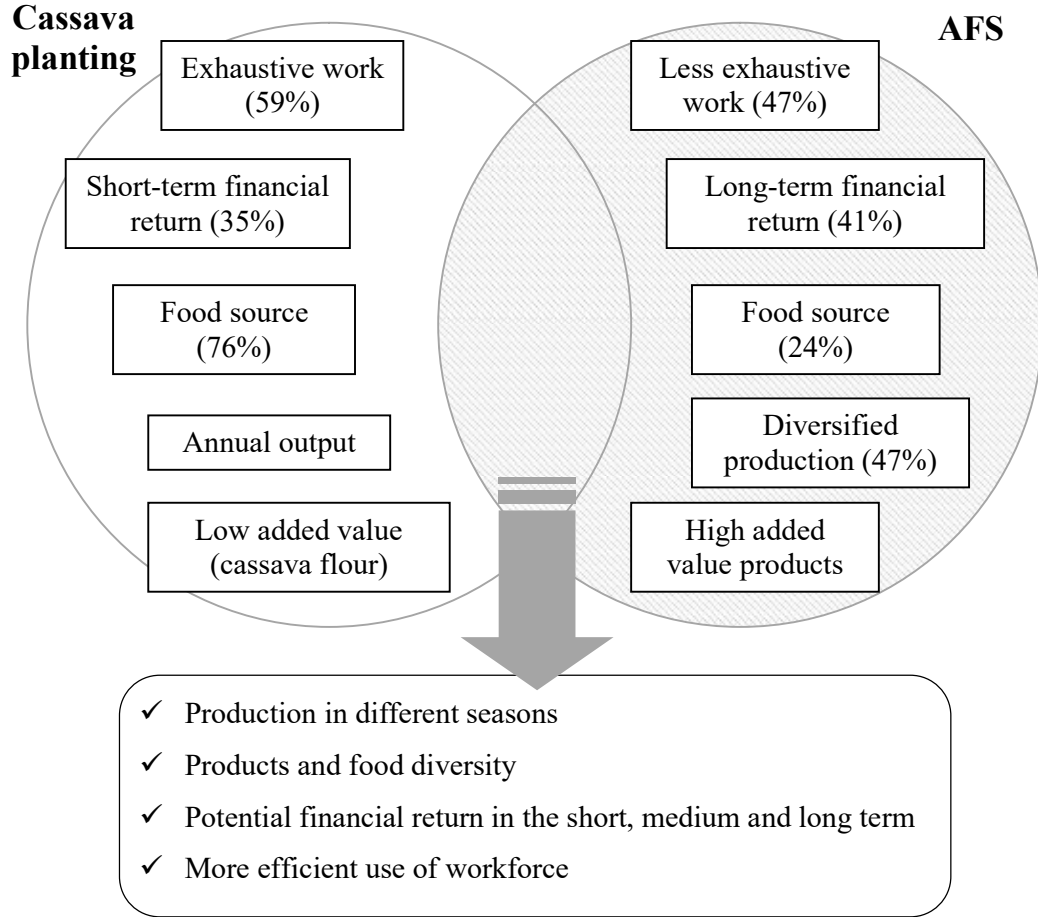 Cassava
planting
Exhaustive work
(59%)
Short-term financial
return (35%)
Food source
(76%)
Annual output
Low added value
(cassava flour)
AFS
Less exhaustive
work (47%)
Long-term financial
return (41%)
Food source
(24%)
Diversified
production (47%)
High added
value products
✓ Production in different seasons
✓ Products and food diversity
✓ Potential financial return in the short, medium and long term
✓ More efficient use of workforce